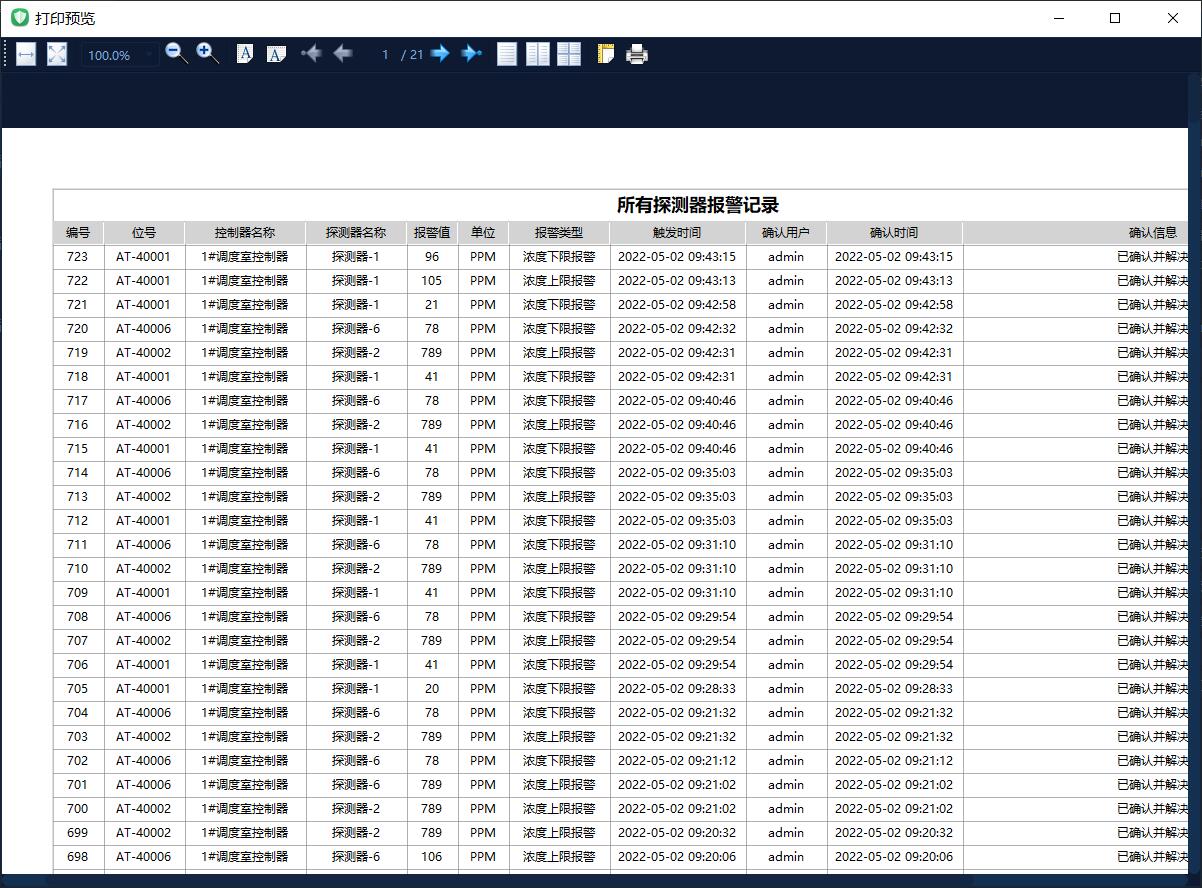 打印预览
100.0% 1 / 21
所有探测器报警记录
编号 位号 控制器名称 探测器名称 报警值 单位 报警类型 触发时间 确认用户 确认时间 确认信息
723 AT-40001 1#调度室控制器 探测器-1 96 PPM 浓度下限报警 2022-05-02 09:43:15 admin 2022-05-02 09:43:15 已确认并解决
722 AT-40001 1#调度室控制器 探测器-1 105 PPM 浓度上限报警 2022-05-02 09:43:13 admin 2022-05-02 09:43:13 已确认并解决
721 AT-40001 1#调度室控制器 探测器-1 21 PPM 浓度下限报警 2022-05-02 09:42:58 admin 2022-05-02 09:42:58 已确认并解决
720 AT-40006 1#调度室控制器 探测器-6 78 PPM 浓度下限报警 2022-05-02 09:42:32 admin 2022-05-02 09:42:32 已确认并解决
719 AT-40002 1#调度室控制器 探测器-2 789 PPM 浓度上限报警 2022-05-02 09:42:31 admin 2022-05-02 09:42:31 已确认并解决
718 AT-40001 1#调度室控制器 探测器-1 41 PPM 浓度下限报警 2022-05-02 09:42:31 admin 2022-05-02 09:42:31 已确认并解决
717 AT-40006 1#调度室控制器 探测器-6 78 PPM 浓度下限报警 2022-05-02 09:40:46 admin 2022-05-02 09:40:46 已确认并解决
716 AT-40002 1#调度室控制器 探测器-2 789 PPM 浓度上限报警 2022-05-02 09:40:46 admin 2022-05-02 09:40:46 已确认并解决
715 AT-40001 1#调度室控制器 探测器-1 41 PPM 浓度下限报警 2022-05-02 09:40:46 admin 2022-05-02 09:40:46 已确认并解决
714 AT-40006 1#调度室控制器 探测器-6 78 PPM 浓度下限报警 2022-05-02 09:35:03 admin 2022-05-02 09:35:03 已确认并解决
713 AT-40002 1#调度室控制器 探测器-2 789 PPM 浓度上限报警 2022-05-02 09:35:03 admin 2022-05-02 09:35:03 已确认并解决
712 AT-40001 1#调度室控制器 探测器-1 41 PPM 浓度下限报警 2022-05-02 09:35:03 admin 2022-05-02 09:35:03 已确认并解决
711 AT-40006 1#调度室控制器 探测器-6 78 PPM 浓度下限报警 2022-05-02 09:31:10 admin 2022-05-02 09:31:10 已确认并解决
710 AT-40002 1#调度室控制器 探测器-2 789 PPM 浓度上限报警 2022-05-02 09:31:10 admin 2022-05-02 09:31:10 已确认并解决
709 AT-40001 1#调度室控制器 探测器-1 41 PPM 浓度下限报警 2022-05-02 09:31:10 admin 2022-05-02 09:31:10 已确认并解决
708 AT-40006 1#调度室控制器 探测器-6 78 PPM 浓度下限报警 2022-05-02 09:29:54 admin 2022-05-02 09:29:54 已确认并解决
707 AT-40002 1#调度室控制器 探测器-2 789 PPM 浓度上限报警 2022-05-02 09:29:54 admin 2022-05-02 09:29:54 已确认并解决
706 AT-40001 1#调度室控制器 探测器-1 41 PPM 浓度下限报警 2022-05-02 09:29:54 admin 2022-05-02 09:29:54 已确认并解决
705 AT-40001 1#调度室控制器 探测器-1 20 PPM 浓度下限报警 2022-05-02 09:28:33 admin 2022-05-02 09:28:33 已确认并解决
704 AT-40006 1#调度室控制器 探测器-6 78 PPM 浓度下限报警 2022-05-02 09:21:32 admin 2022-05-02 09:21:32 已确认并解决
703 AT-40002 1#调度室控制器 探测器-2 789 PPM 浓度上限报警 2022-05-02 09:21:32 admin 2022-05-02 09:21:32 已确认并解决
702 AT-40006 1#调度室控制器 探测器-6 78 PPM 浓度下限报警 2022-05-02 09:21:12 admin 2022-05-02 09:21:12 已确认并解决
701 AT-40006 1#调度室控制器 探测器-6 789 PPM 浓度上限报警 2022-05-02 09:21:02 admin 2022-05-02 09:21:02 已确认并解决
700 AT-40002 1#调度室控制器 探测器-2 789 PPM 浓度上限报警 2022-05-02 09:21:02 admin 2022-05-02 09:21:02 已确认并解决
699 AT-40002 1#调度室控制器 探测器-2 789 PPM 浓度上限报警 2022-05-02 09:20:32 admin 2022-05-02 09:20:32 已确认并解决
698 AT-40006 1#调度室控制器 探测器-6 106 PPM 浓度上限报警 2022-05-02 09:20:06 admin 2022-05-02 09:20:06 已确认并解决